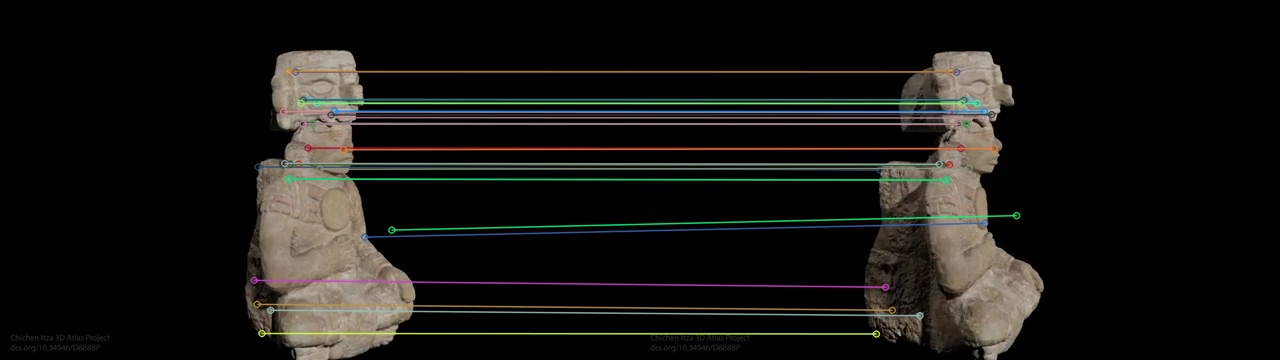 Chichen Itza 3D Atlas Project
doi.org/10.34946/D6B88P
Chichen Itza 3D Atlas Project
doi.org/10.34946/D6B88P